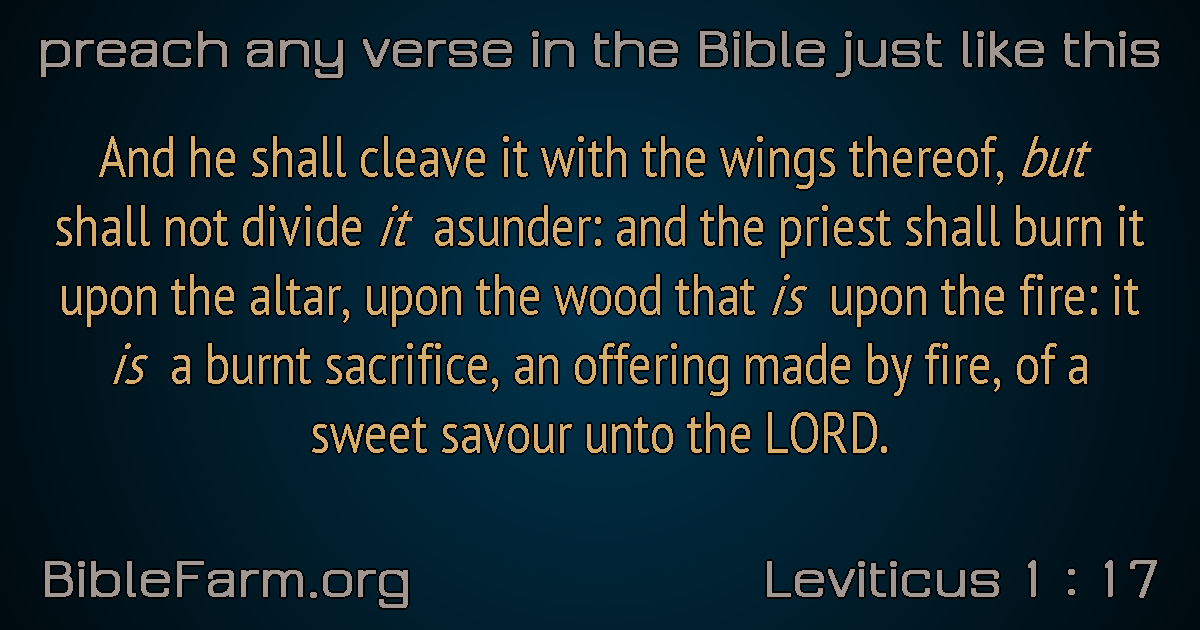 preach any verse in the Bible just like this
And he shall cleave it with the wings thereof, but
shall not divide it asunder: and the priest shall burn it
upon the altar, upon the wood that is upon the fire: it
is a burnt sacrifice, an offering made by fire, of a
sweet savour unto the LORD.
BibleFarm.org
Leviticus 1 : 17